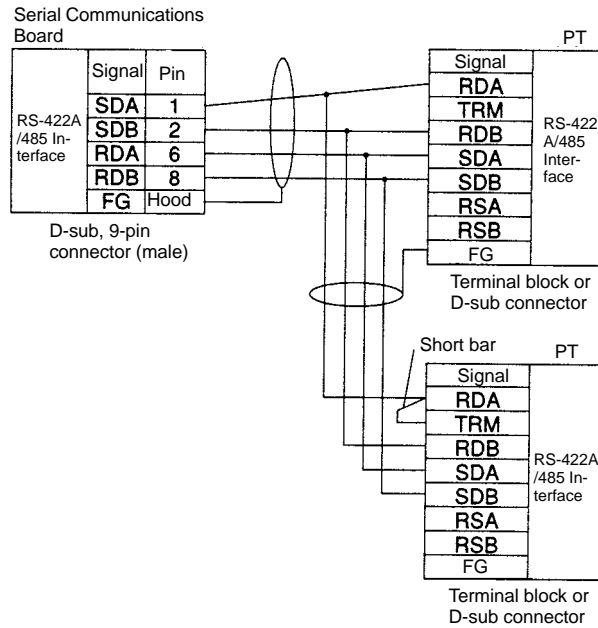 Serial Communications
Board
Signal Pin
SDA 1
SDB 2
RDA 6
RDB 8
FG Hood
RS-422A
/485 In-
terface
D-sub, 9-pin
connector (male)
PT
Signal
RDA
TRM
RDB
SDA
SDB
RSA
RSB
FG
RS-422
A/485
Inter-
face
Terminal block or
D-sub connector
Short bar
PT
Signal
RDA
TRM
RDB
SDA
SDB
RSA
RSB
FG
RS-422A
/485 In-
terface
Terminal block or
D-sub connector